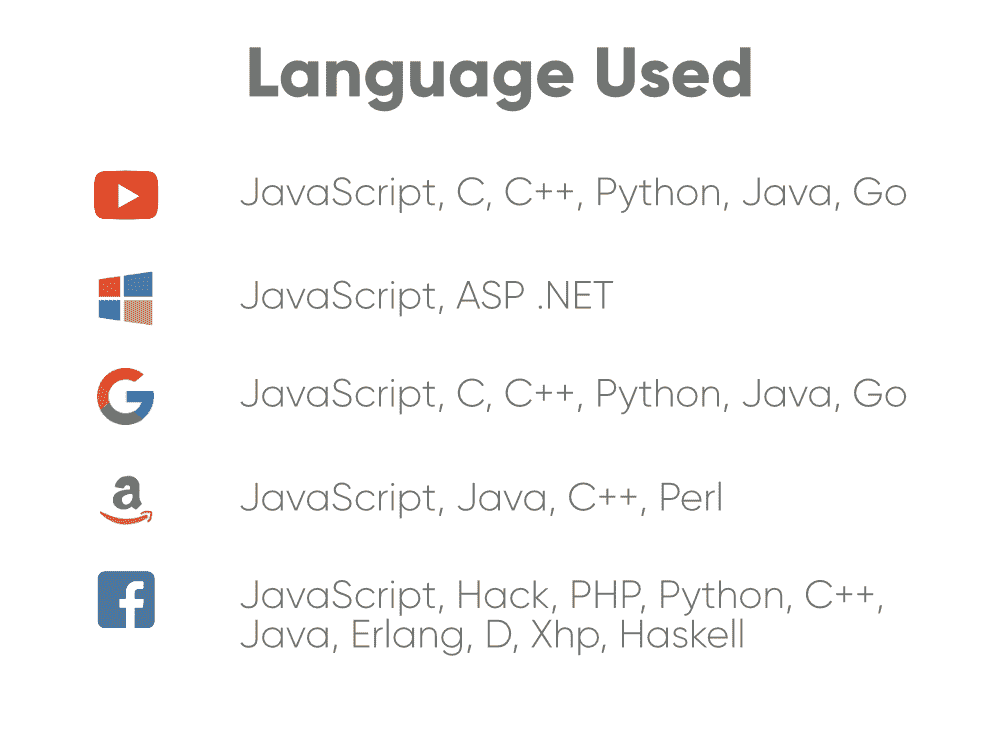 Language Used
JavaScript, C, C++, Python, Java, Go
JavaScript, ASP .NET
JavaScript, C, C++, Python, Java, Go
JavaScript, Java, C++, Perl
JavaScript, Hack, PHP, Python, C++,
Java, Erlang, D, Xhp, Haskell